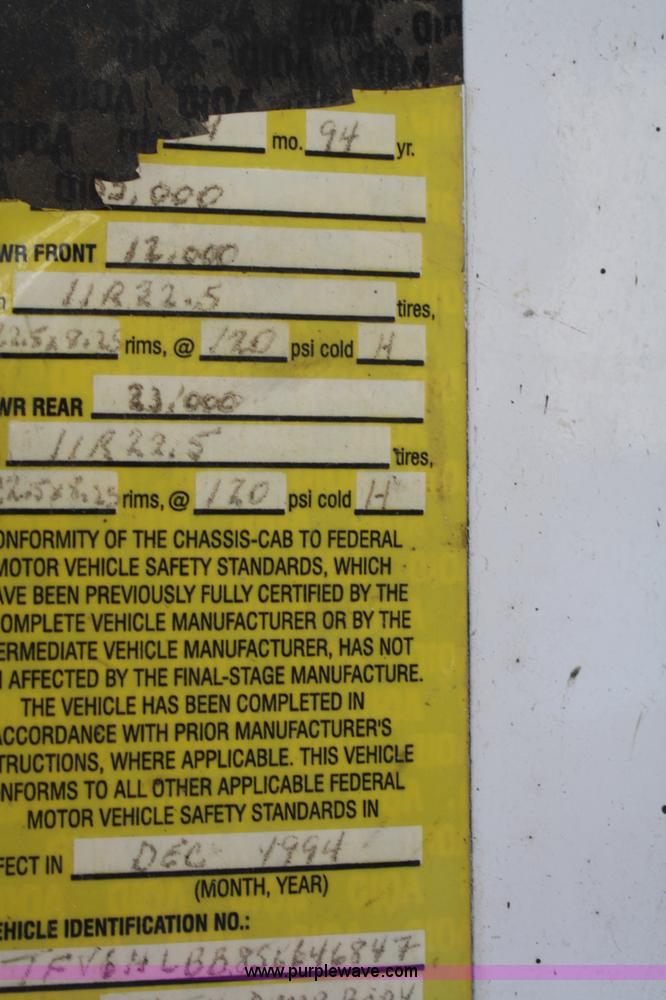 mo. 94 yr.
,000
WR FRONT 12,000
11R22.5 tires,
rims, @ 120 psi cold H
WR REAR 23,000
11R22.5 tires,
rims, @ 120 psi cold H
ONFORMITY OF THE CHASSIS-CAB TO FEDERAL
MOTOR VEHICLE SAFETY STANDARDS, WHICH
AVE BEEN PREVIOUSLY FULLY CERTIFIED BY THE
OMPLETE VEHICLE MANUFACTURER OR BY THE
ERMEDIATE VEHICLE MANUFACTURER, HAS NOT
AFFECTED BY THE FINAL-STAGE MANUFACTURE.
THE VEHICLE HAS BEEN COMPLETED IN
ACCORDANCE WITH PRIOR MANUFACTURER'S
TRUCTIONS, WHERE APPLICABLE. THIS VEHICLE
NFORMS TO ALL OTHER APPLICABLE FEDERAL
MOTOR VEHICLE SAFETY STANDARDS IN
FECT IN DEC 1994
(MONTH, YEAR)
EHICLE IDENTIFICATION NO.:
www.purplewave.com